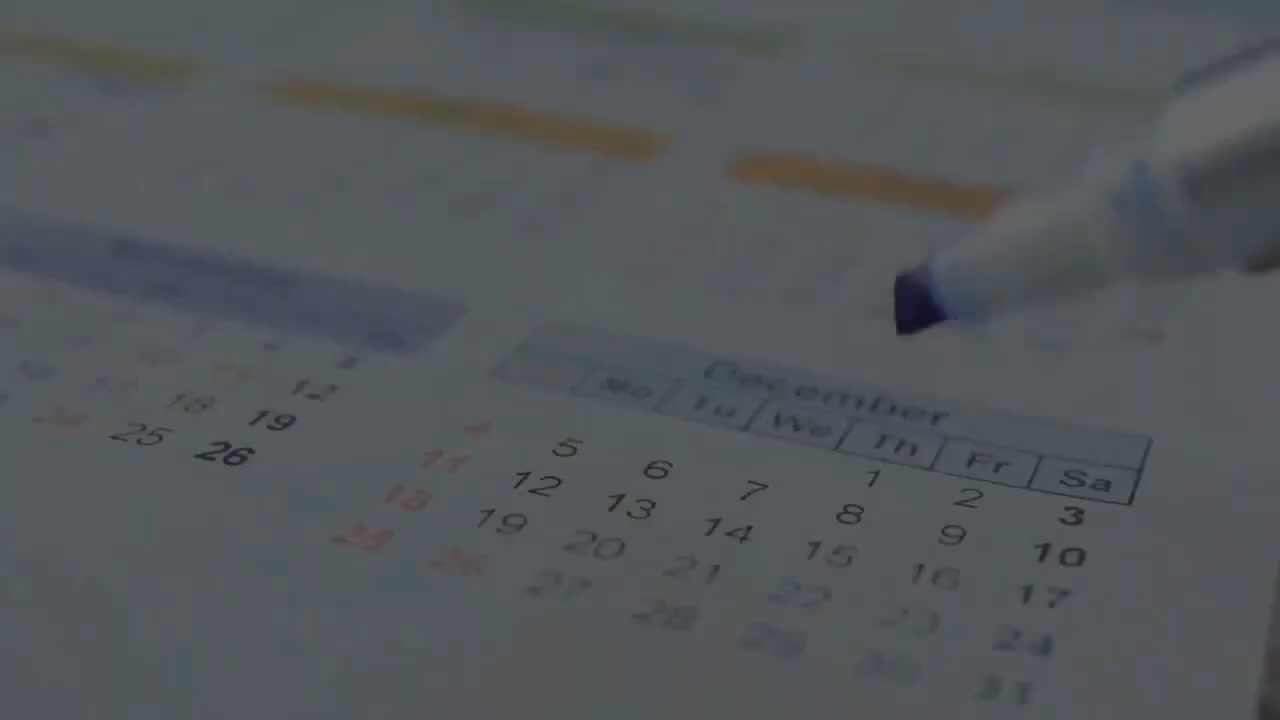 December
Mo Tu We Th Fr Sa
1 2 3
4 5 6 7 8 9 10
11 12 13 14 15 16 17
18 19 20 21 22 23 24
25 26 27 28 29 30 31
12
18 19
25 26